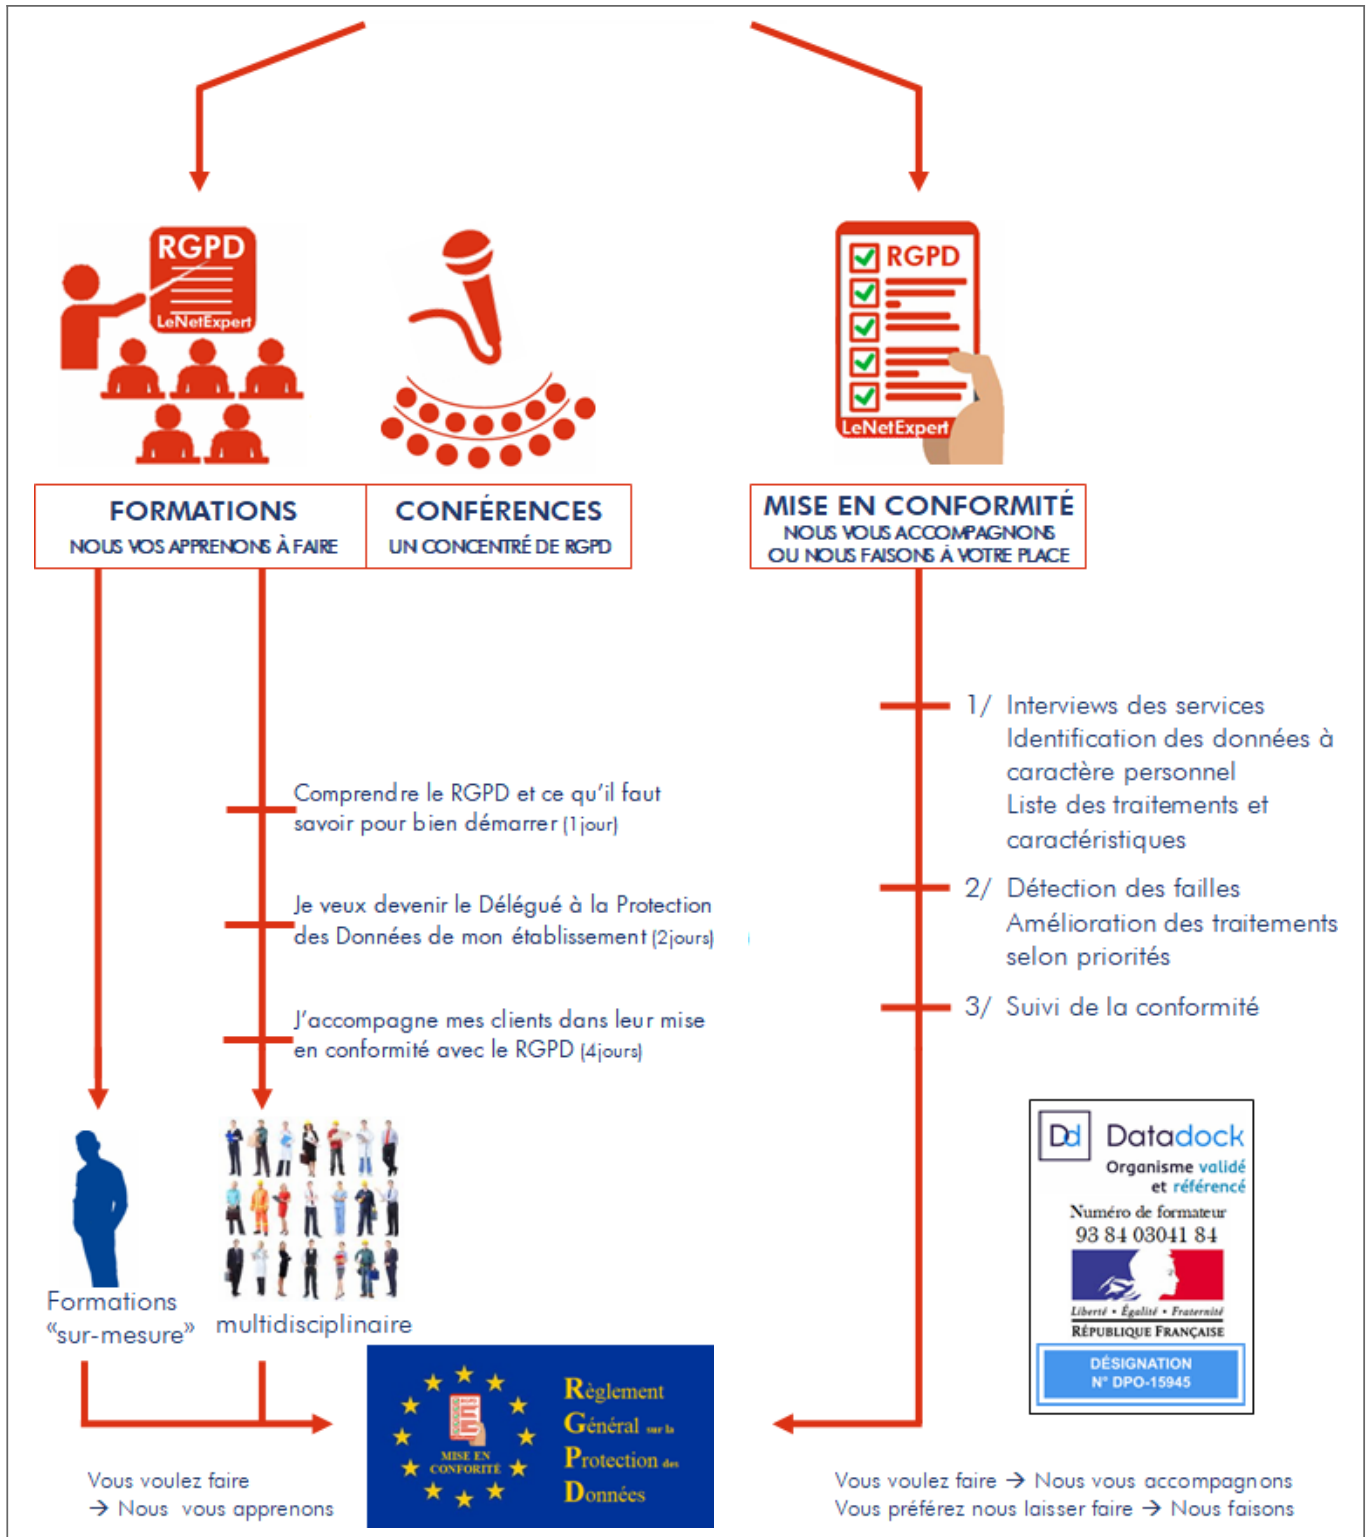 RGPD
LeNetExpert
RGPD
LeNetExpert
FORMATIONS
NOUS VOS APPRENONS À FAIRE
CONFÉRENCES
UN CONCENTRÉ DE RGPD
MISE EN CONFORMITÉ
NOUS VOUS ACCOMPAGNONS
OU NOUS FAISONS À VOTRE PLACE
Comprendre le RGPD et ce qu'il faut
savoir pour bien démarrer (1jour)
Je veux devenir le Délégué à la Protection
des Données de mon établissement (2jours)
J'accompagne mes clients dans leur mise
en conformité avec le RGPD (4jours)
1/ Interviews des services
Identification des données à
caractère personnel
Liste des traitements et
caractéristiques
2/ Détection des failles
Amélioration des traitements
selon priorités
3/ Suivi de la conformité
Formations
«sur-mesure»
multidisciplinaire
Dd Datadock
Organisme validé
et référencé
Numéro de formateur
93 84 03041 84
Liberté • Égalité • Fraternité
RÉPUBLIQUE FRANÇAISE
DÉSIGNATION
N° DPO-15945
MISE EN
CONFORITÉ
Règlement
Général sur la
Protection des
Données
Vous voulez faire
→ Nous vous apprenons
Vous voulez faire → Nous vous accompagnons
Vous préférez nous laisser faire → Nous faisons